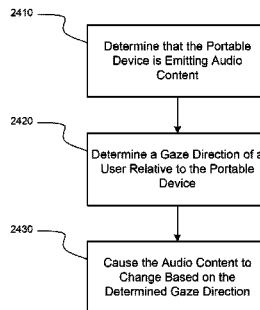 2410
Determine that the Portable
Device is Emitting Audio
Content
2420
Determine a Gaze Direction of a
User Relative to the Portable
Device
2430
Cause the Audio Content to
Change Based on the
Determined Gaze Direction